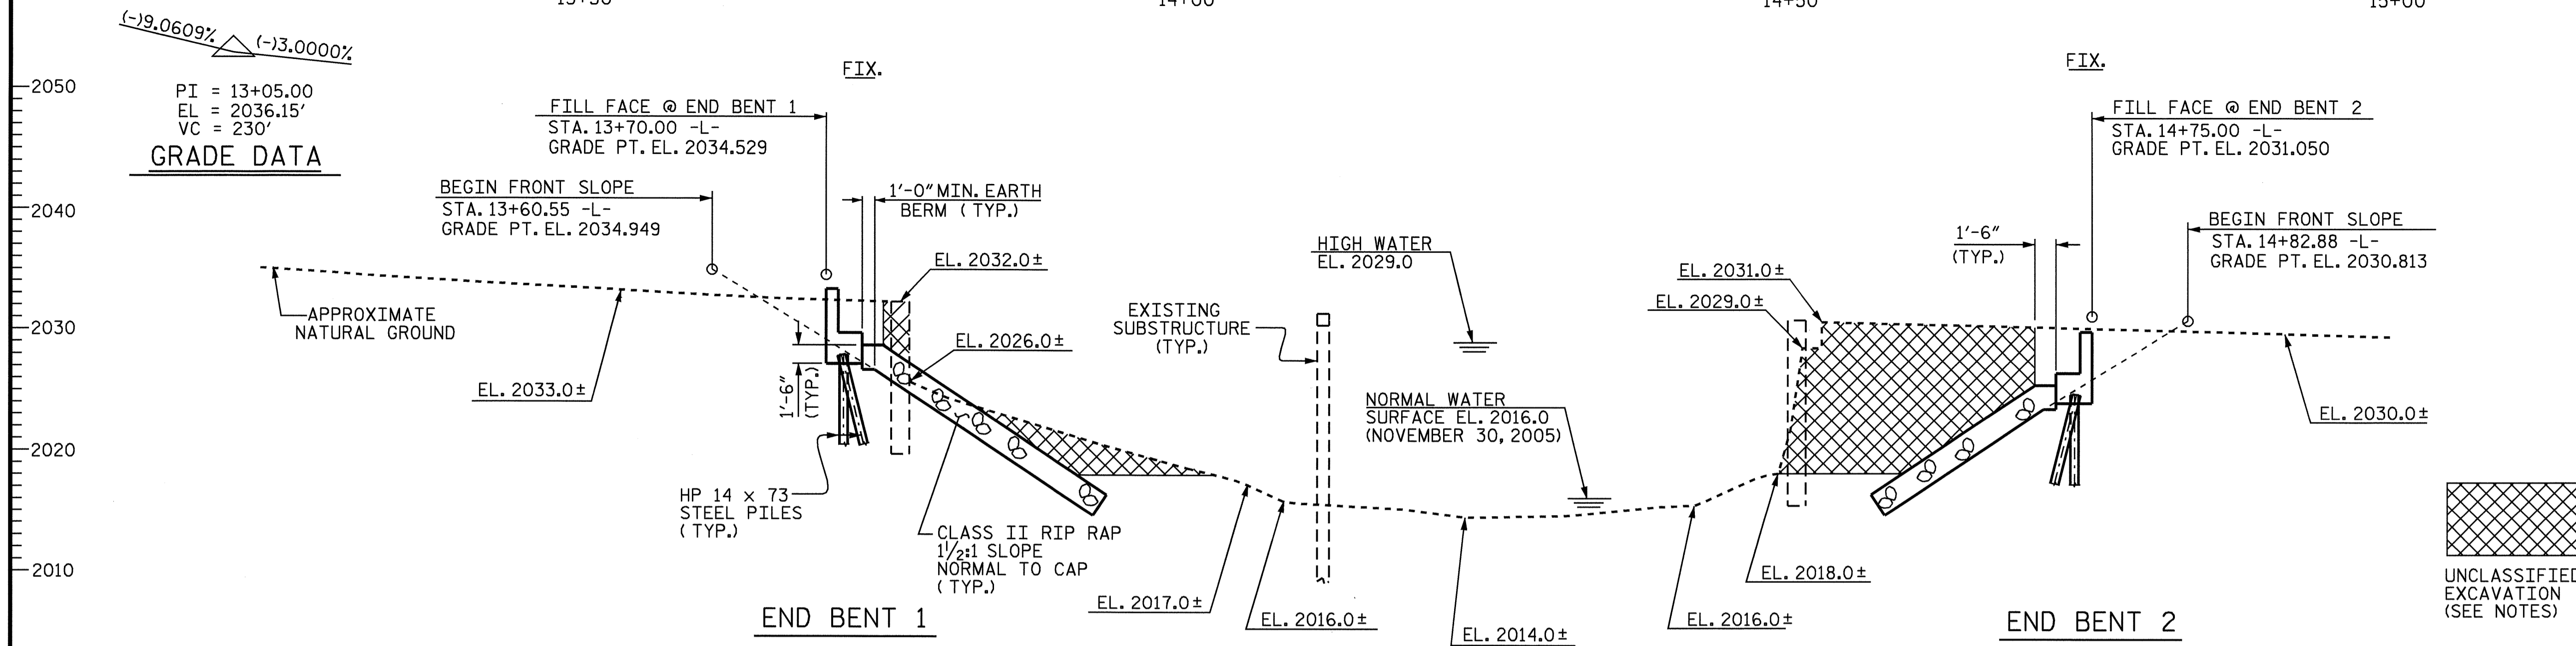 13+50
14+00
14+50
15+00
(-)9.0609%
(-)3.0000%
PI = 13+05.00
EL = 2036.15'
VC = 230'
GRADE DATA
2050
2040
2030
2020
2010
FIX.
FILL FACE @ END BENT 1
STA. 13+70.00 -L-
GRADE PT. EL. 2034.529
BEGIN FRONT SLOPE
STA. 13+60.55 -L-
GRADE PT. EL. 2034.949
1'-0" MIN. EARTH
BERM (TYP.)
EL. 2032.0±
EL. 2026.0±
APPROXIMATE
NATURAL GROUND
EL. 2033.0±
1'-6"
(TYP.)
HP 14 x 73
STEEL PILES
(TYP.)
CLASS II RIP RAP
1½:1 SLOPE
NORMAL TO CAP
(TYP.)
END BENT 1
EXISTING
SUBSTRUCTURE
(TYP.)
HIGH WATER
EL. 2029.0
NORMAL WATER
SURFACE EL. 2016.0
(NOVEMBER 30, 2005)
EL. 2017.0±
EL. 2016.0±
EL. 2014.0±
EL. 2016.0±
EL. 2018.0±
EL. 2031.0±
EL. 2029.0±
1'-6"
(TYP.)
FIX.
FILL FACE @ END BENT 2
STA. 14+75.00 -L-
GRADE PT. EL. 2031.050
BEGIN FRONT SLOPE
STA. 14+82.88 -L-
GRADE PT. EL. 2030.813
EL. 2030.0±
END BENT 2
UNCLASSIFIED
EXCAVATION
(SEE NOTES)